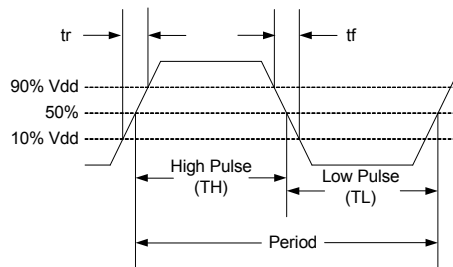 tr
tf
90% Vdd
50%
10% Vdd
High Pulse
(TH)
Low Pulse
(TL)
Period